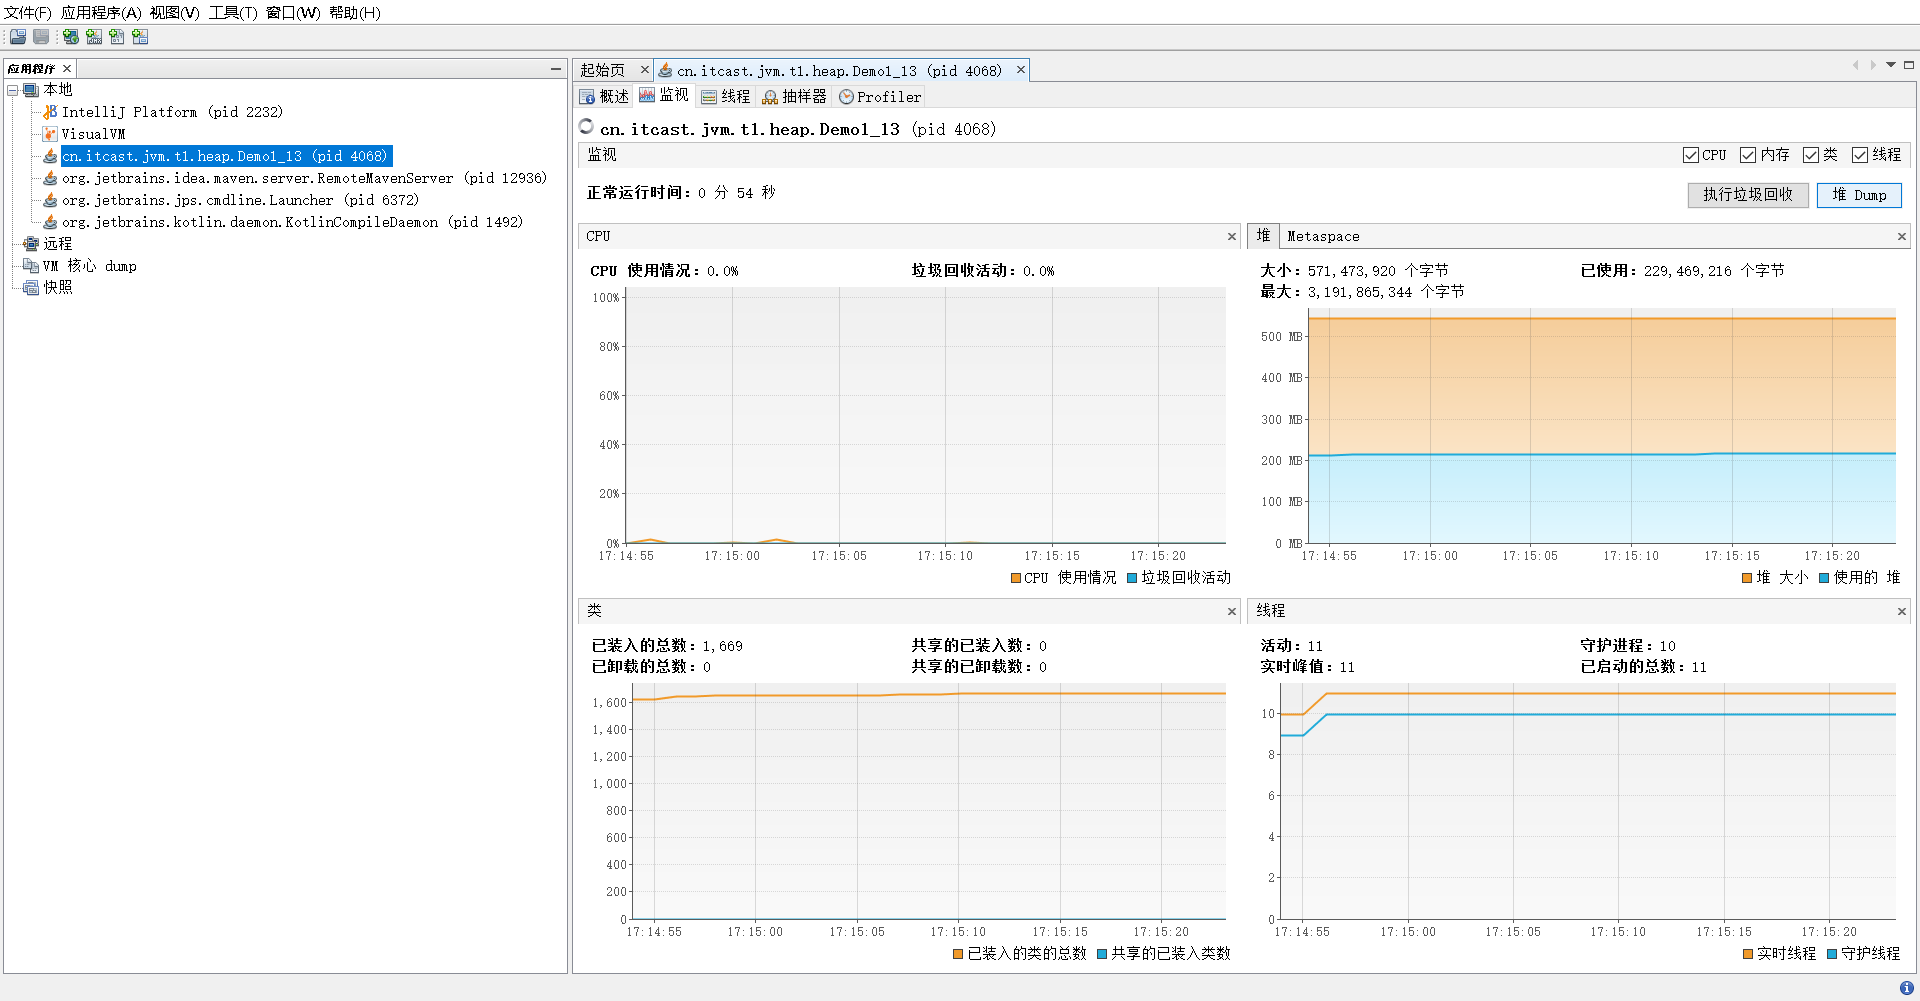 文件(F) 应用程序(A) 视图(V) 工具(T) 窗口(W) 帮助(H)
应用程序
本地
IntelliJ Platform (pid 2232)
VisualVM
cn.itcast.jvm.t1.heap.Demo1_13 (pid 4068)
org.jetbrains.idea.maven.server.RemoteMavenServer (pid 12936)
org.jetbrains.jps.cmdline.Launcher (pid 6372)
org.jetbrains.kotlin.daemon.KotlinCompileDaemon (pid 1492)
远程
VM 核心 dump
快照
起始页 cn.itcast.jvm.t1.heap.Demo1_13 (pid 4068)
概述 监视 线程 抽样器 Profiler
cn.itcast.jvm.t1.heap.Demo1_13 (pid 4068)
监视 CPU 内存 类 线程
正常运行时间: 0 分 54 秒 执行垃圾回收 堆 Dump
CPU
CPU 使用情况: 0.0% 垃圾回收活动: 0.0%
100%
80%
60%
40%
20%
0%
17:14:55 17:15:00 17:15:05 17:15:10 17:15:15 17:15:20
CPU 使用情况 垃圾回收活动
堆 Metaspace
大小: 571,473,920 个字节 已使用: 229,469,216 个字节
最大: 3,191,865,344 个字节
500 MB
400 MB
300 MB
200 MB
100 MB
0 MB
17:14:55 17:15:00 17:15:05 17:15:10 17:15:15 17:15:20
堆 大小 使用的 堆
类
已装入的总数: 1,669 共享的已装入数: 0
已卸载的总数: 0 共享的已卸载数: 0
1,600
1,400
1,200
1,000
800
600
400
200
0
17:14:55 17:15:00 17:15:05 17:15:10 17:15:15 17:15:20
已装入的类的总数 共享的已装入类数
线程
活动: 11 守护进程: 10
实时峰值: 11 已启动的总数: 11
10
8
6
4
2
0
17:14:55 17:15:00 17:15:05 17:15:10 17:15:15 17:15:20
实时线程 守护线程